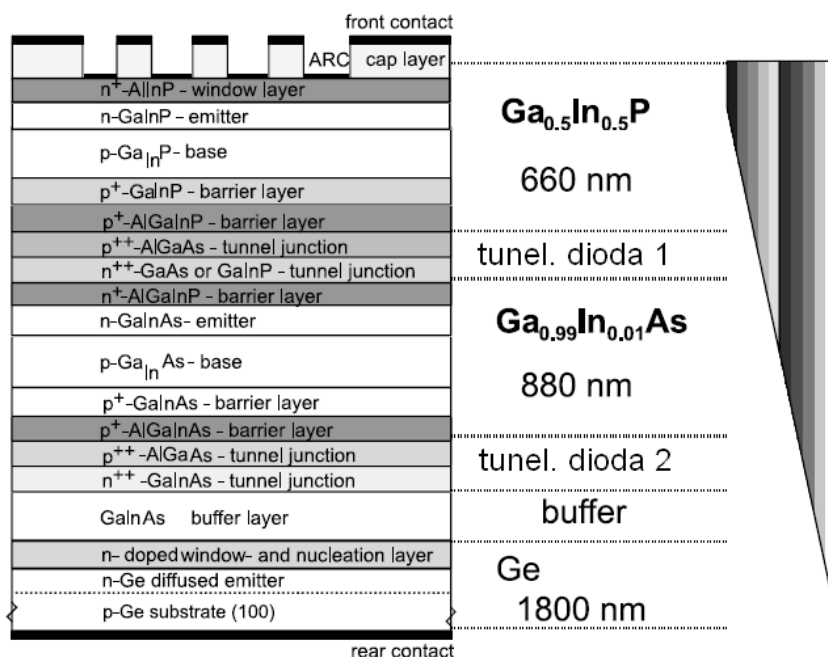 front contact
ARC cap layer
n+-AlInP - window layer
n-GaInP - emitter
p-GaInP - base
p+-GaInP - barrier layer
p+-AlGaInP - barrier layer
p++-AlGaAs - tunnel junction
n++-GaAs or GaInP - tunnel junction
n+-AlGaInP - barrier layer
n-GaInAs- emitter
p-GaInAs - base
p+-GaInAs - barrier layer
p+-AlGaInAs - barrier layer
p++-AlGaAs - tunnel junction
n++-GaInAs - tunnel junction
GaInAs buffer layer
n- doped window- and nucleation layer
n-Ge diffused emitter
p-Ge substrate (100)
rear contact
Ga0.5In0.5P
660 nm
tunel. dioda 1
Ga0.99In0.01As
880 nm
tunel. dioda 2
buffer
Ge
1800 nm